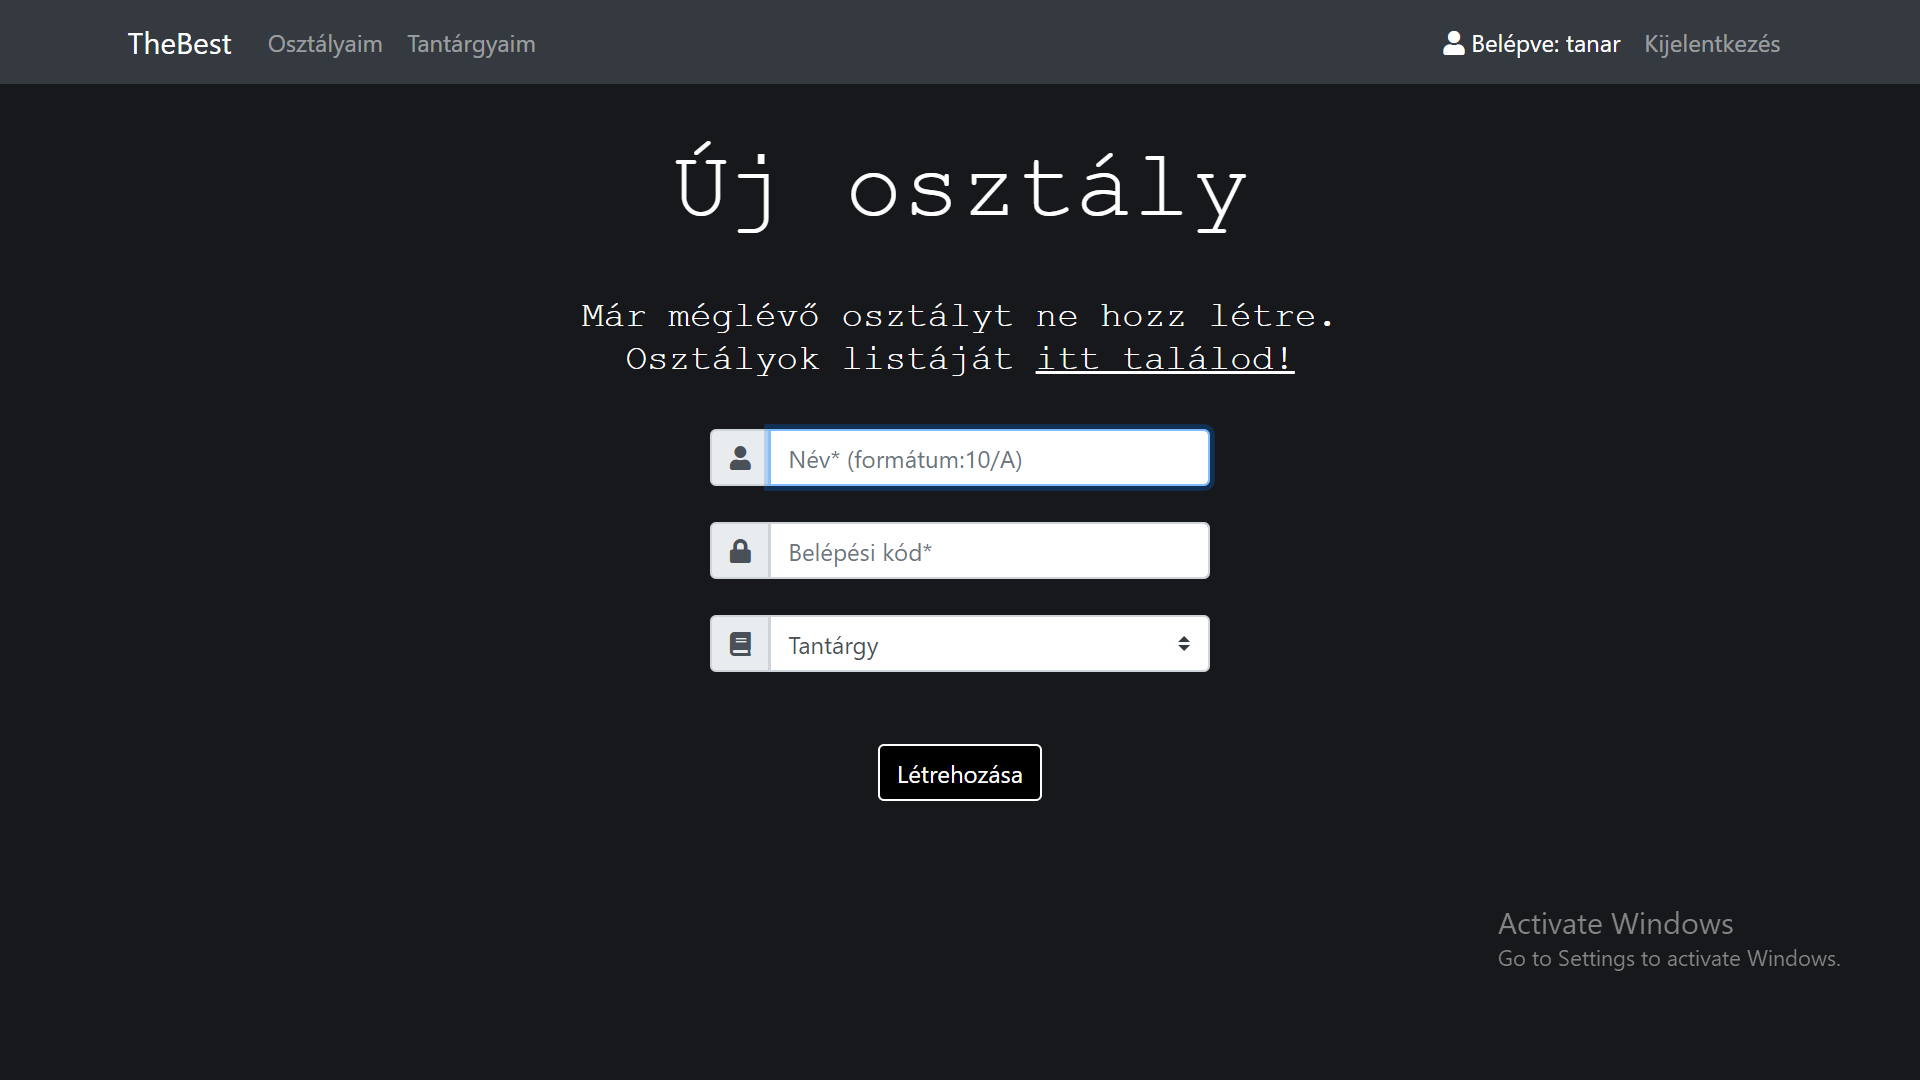 TheBest Osztályaim Tantárgyaim Belépve: tanar Kijelentkezés
Új osztály
Már méglévő osztályt ne hozz létre.
Osztályok listáját itt találod!
Név* (formátum:10/A)
Belépési kód*
Tantárgy
Létrehozása
Activate Windows
Go to Settings to activate Windows.